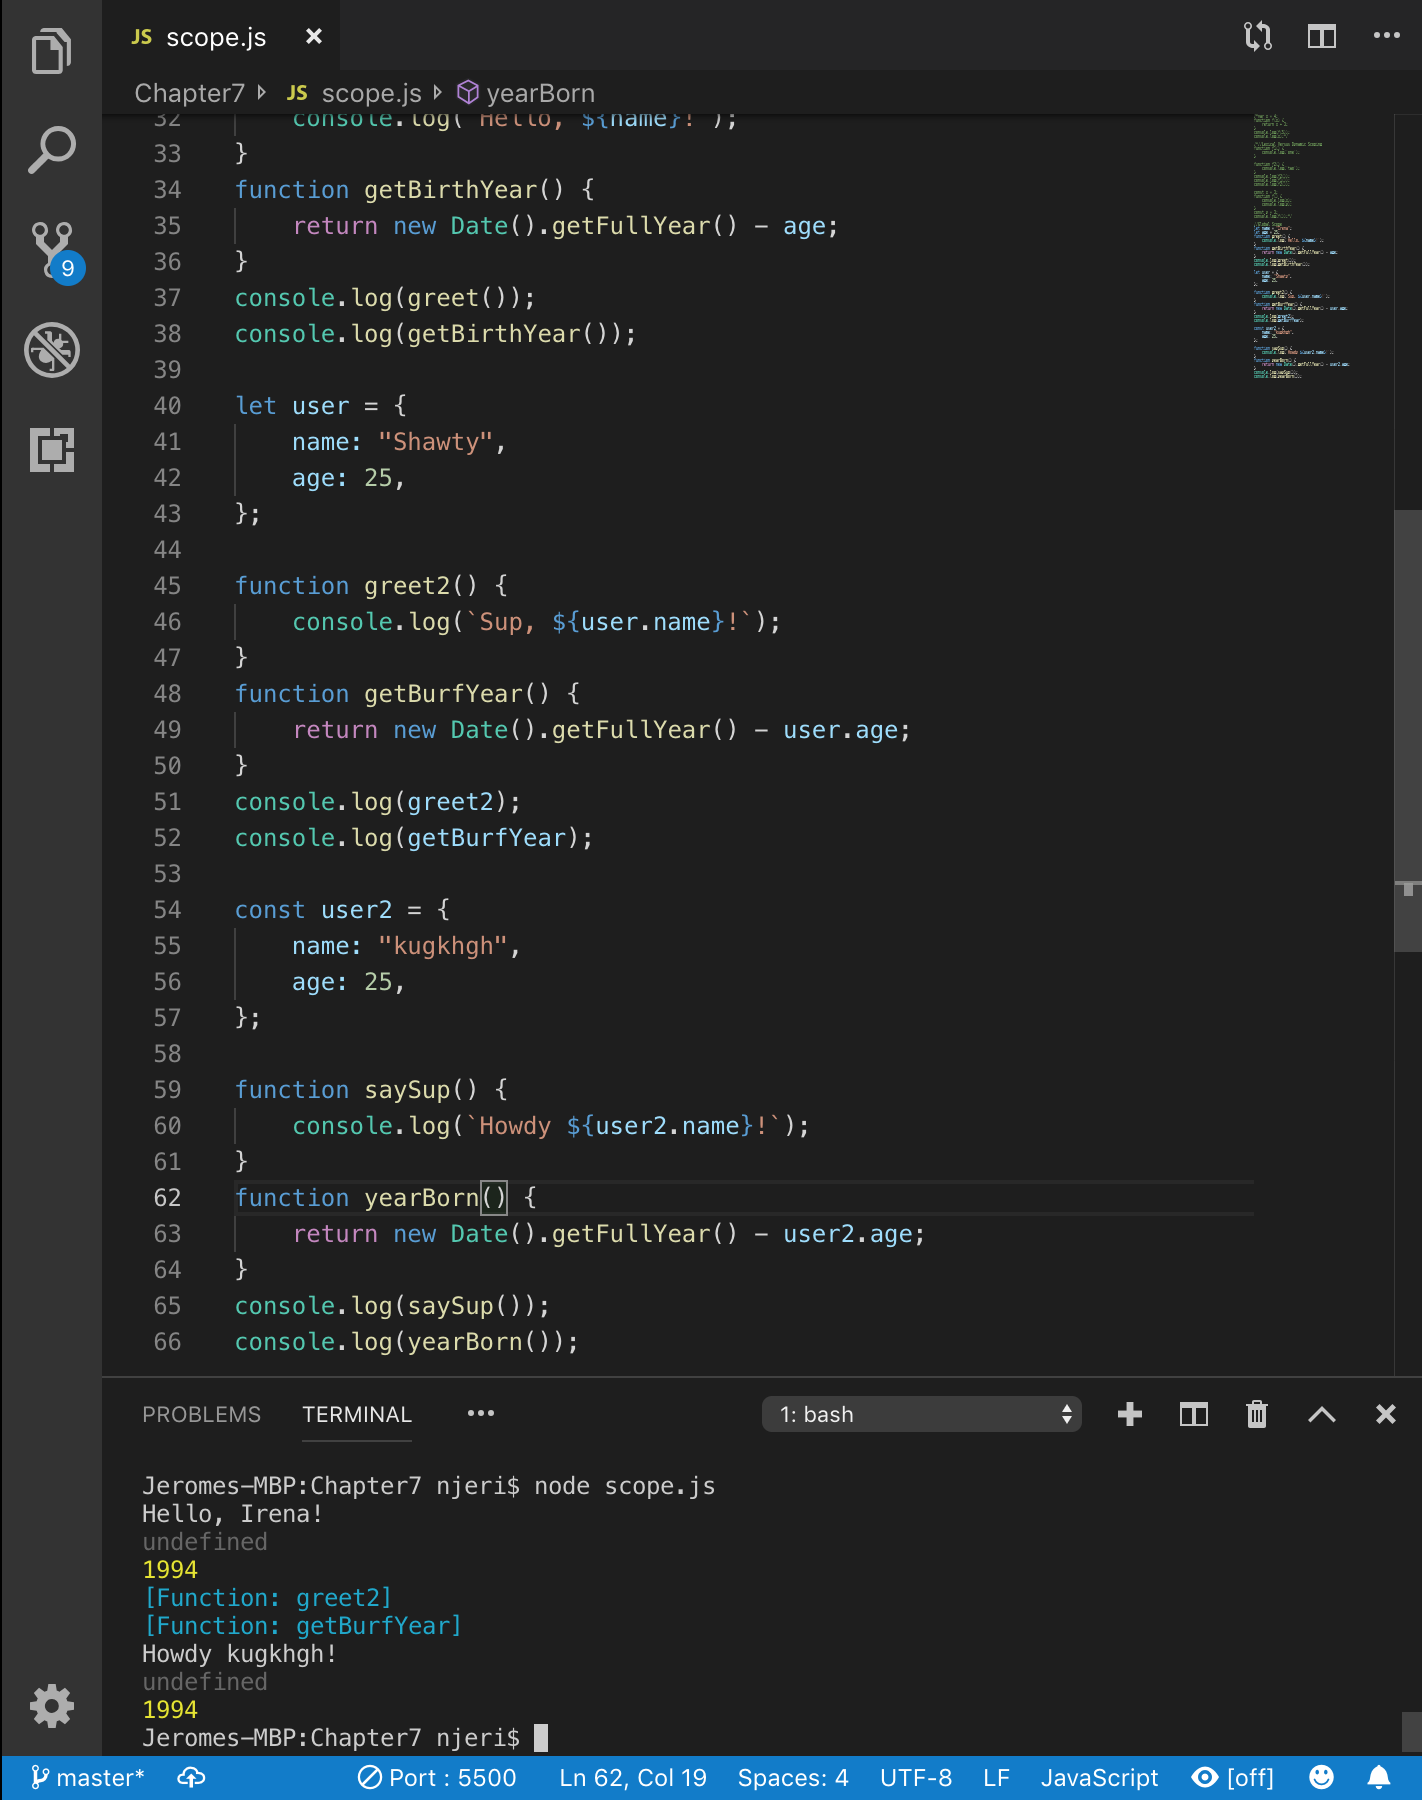 JS scope.js
Chapter7 JS scope.js yearBorn
32 console.log(`Hello, ${name}!`);
33 }
34 function getBirthYear() {
35 return new Date().getFullYear() - age;
36 }
37 console.log(greet());
38 console.log(getBirthYear());
39
40 let user = {
41 name: "Shawty",
42 age: 25,
43 };
44
45 function greet2() {
46 console.log(`Sup, ${user.name}!`);
47 }
48 function getBurfYear() {
49 return new Date().getFullYear() - user.age;
50 }
51 console.log(greet2);
52 console.log(getBurfYear);
53
54 const user2 = {
55 name: "kugkhgh",
56 age: 25,
57 };
58
59 function saySup() {
60 console.log(`Howdy ${user2.name}!`);
61 }
62 function yearBorn() {
63 return new Date().getFullYear() - user2.age;
64 }
65 console.log(saySup());
66 console.log(yearBorn());
9
PROBLEMS TERMINAL ••• 1: bash
Jeromes-MBP:Chapter7 njeri$ node scope.js
Hello, Irena!
undefined
1994
[Function: greet2]
[Function: getBurfYear]
Howdy kugkhgh!
undefined
1994
Jeromes-MBP:Chapter7 njeri$
master* Port : 5500 Ln 62, Col 19 Spaces: 4 UTF-8 LF JavaScript [off]